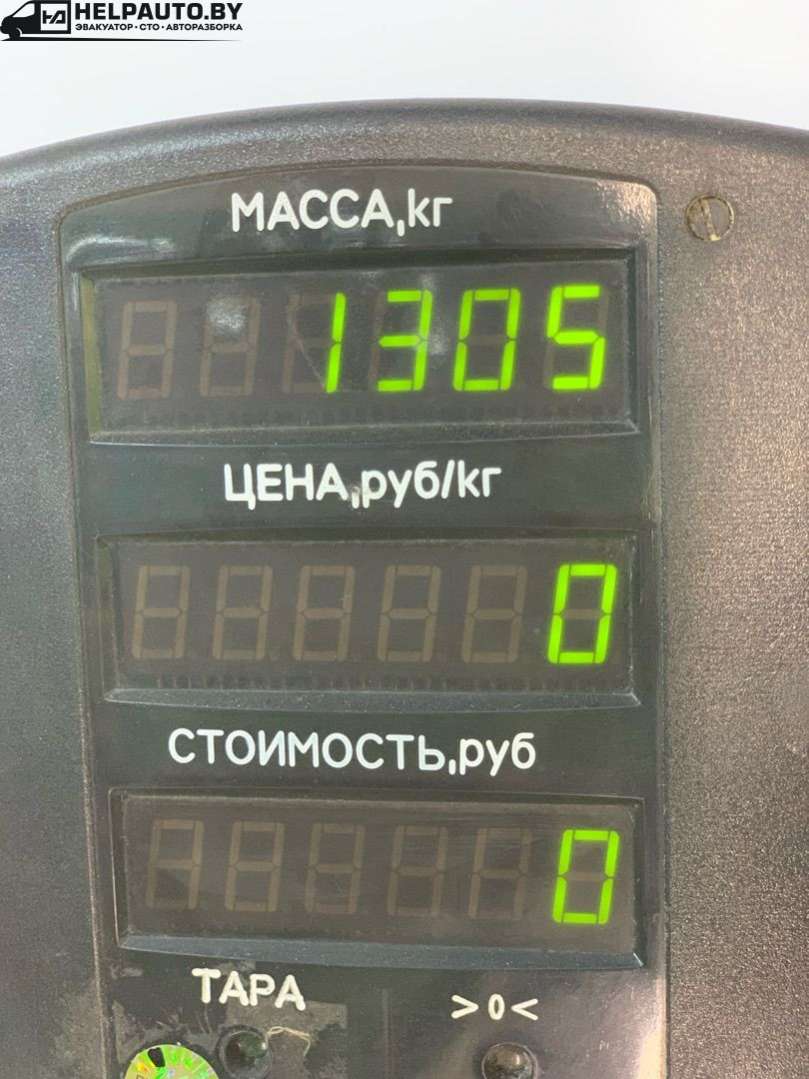 HELPAUTO.BY
ЭВАКУАТОР • СТО • АВТОРАЗБОРКА
МАССА,кг
1305
ЦЕНА,руб/кг
0
СТОИМОСТЬ,руб
0
ТАРА
>0<